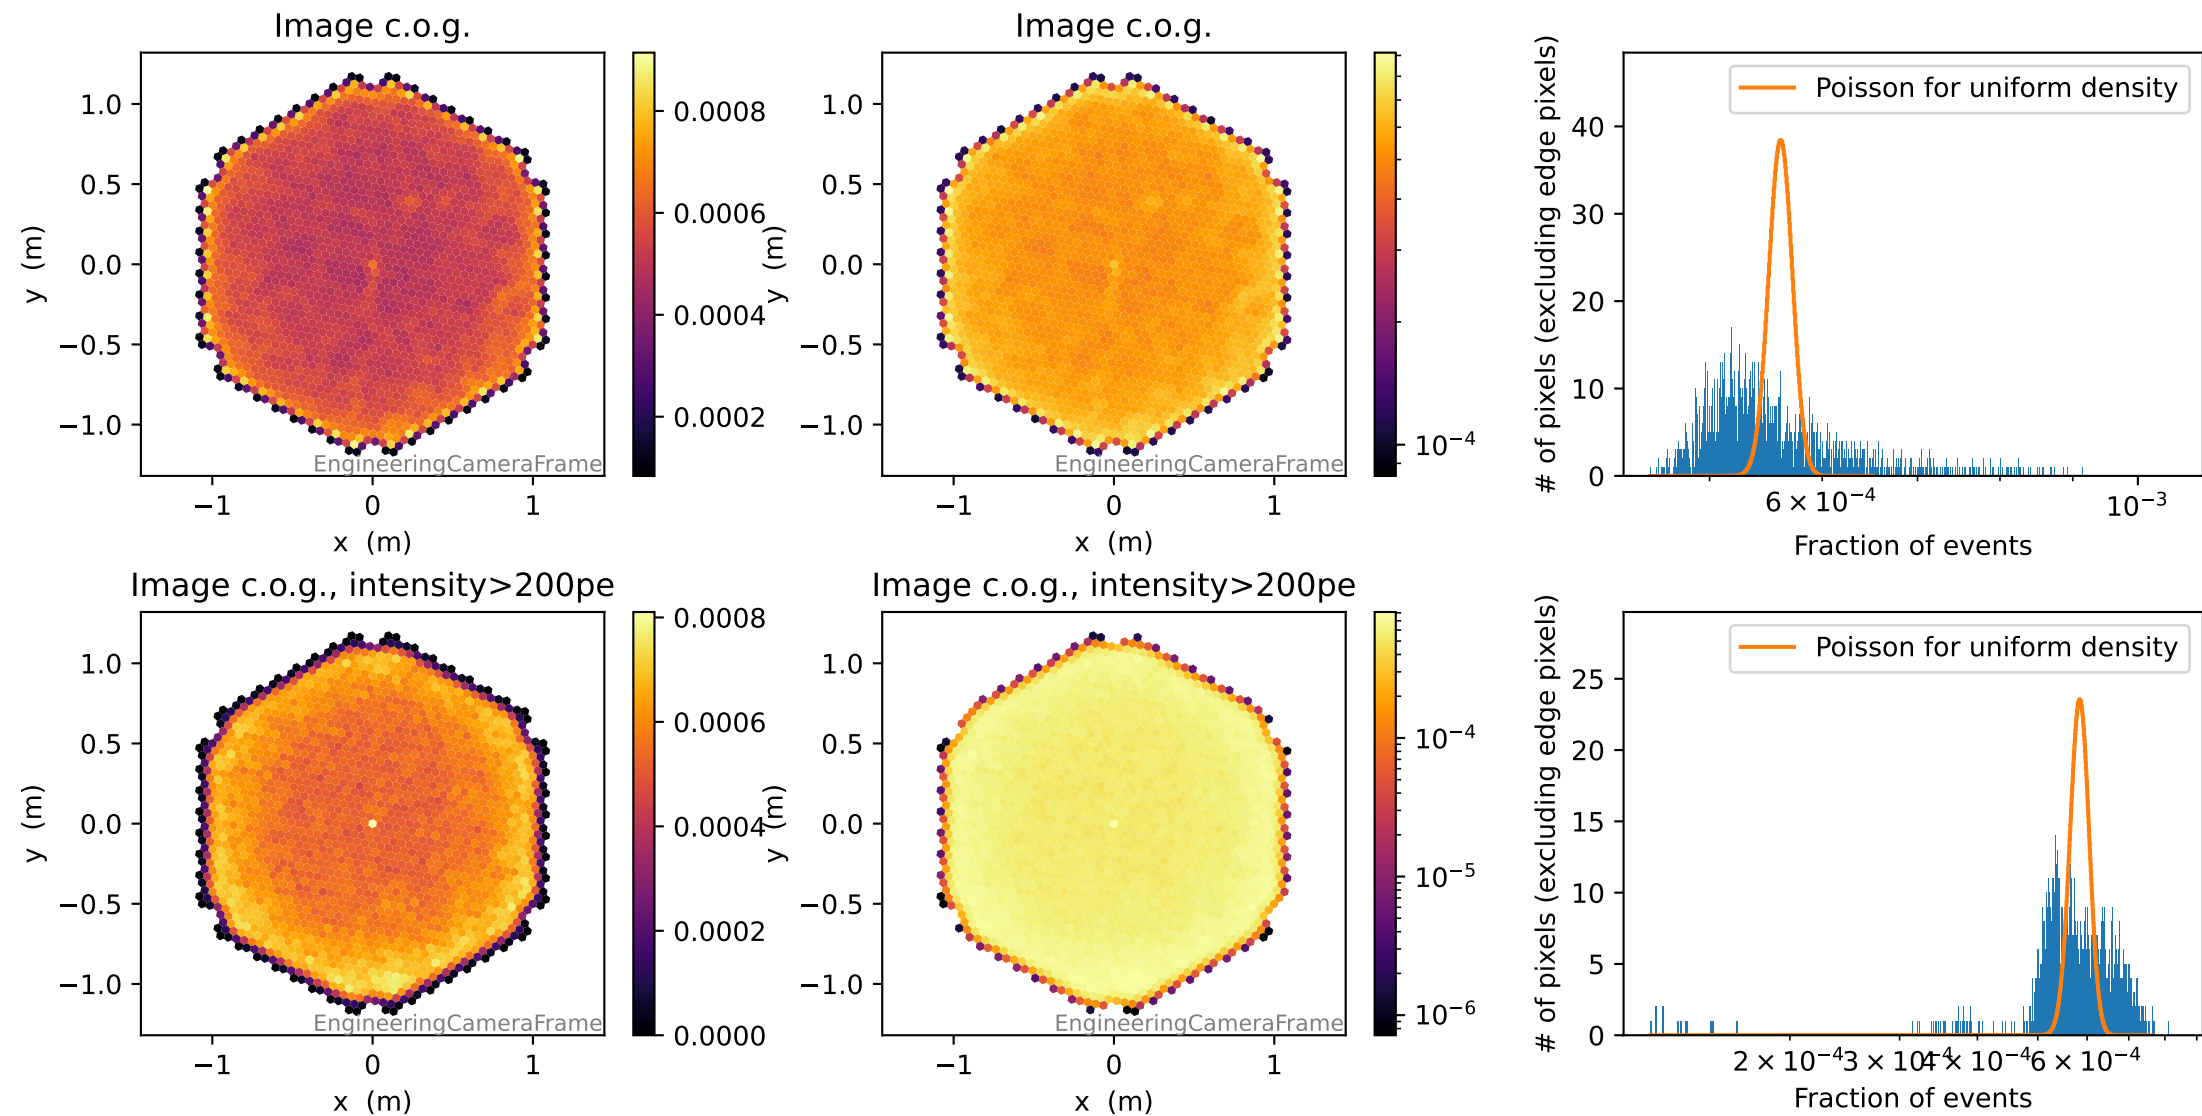 Image c.o.g.
1.0
0.5
0.0
−0.5
−1.0
y (m)
−1
0
1
x (m)
EngineeringCameraFrame
0.0008
0.0006
0.0004
0.0002
Image c.o.g.
1.0
0.5
0.0
−0.5
−1.0
y (m)
−1
0
1
x (m)
EngineeringCameraFrame
10⁻⁴
# of pixels (excluding edge pixels)
40
30
20
10
0
Poisson for uniform density
6 × 10⁻⁴
10⁻³
Fraction of events
Image c.o.g., intensity>200pe
1.0
0.5
0.0
−0.5
−1.0
y (m)
−1
0
1
x (m)
EngineeringCameraFrame
0.0008
0.0006
0.0004
0.0002
0.0000
Image c.o.g., intensity>200pe
1.0
0.5
0.0
−0.5
−1.0
y (m)
−1
0
1
x (m)
EngineeringCameraFrame
10⁻⁴
10⁻⁵
10⁻⁶
# of pixels (excluding edge pixels)
25
20
15
10
5
0
Poisson for uniform density
2 × 10⁻⁴
3 × 10⁻⁴
4 × 10⁻⁴
6 × 10⁻⁴
Fraction of events